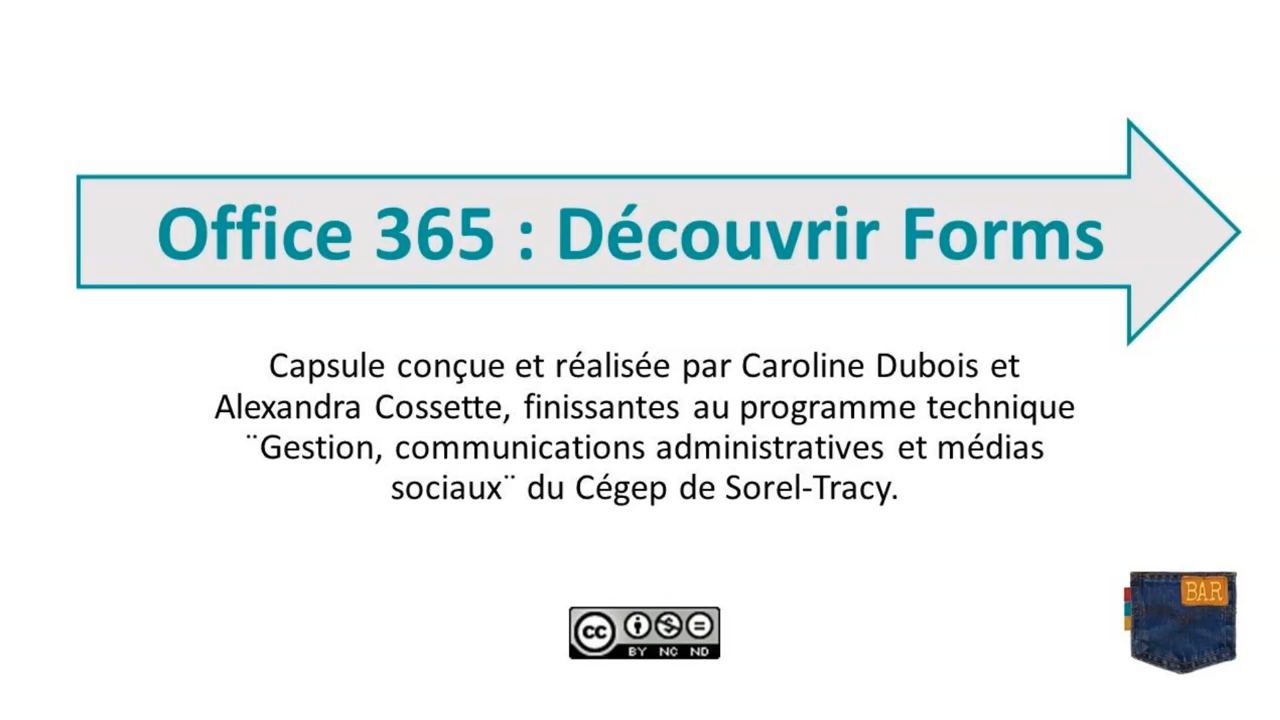 Office 365 : Découvrir Forms
Capsule conçue et réalisée par Caroline Dubois et
Alexandra Cossette, finissantes au programme technique
¨Gestion, communications administratives et médias
sociaux¨ du Cégep de Sorel-Tracy.
BAR
cc
BY NC ND